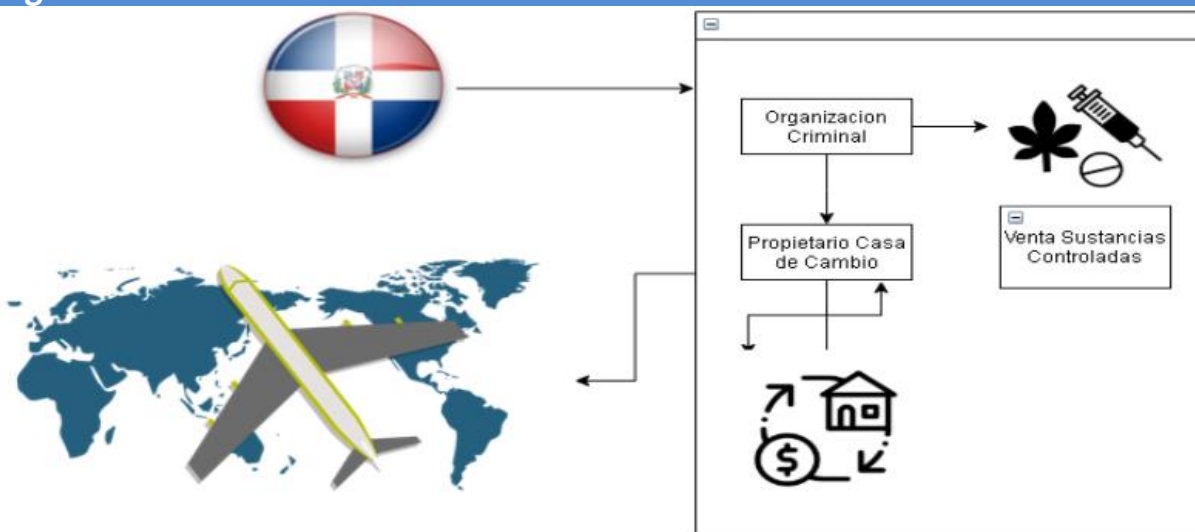 Organizacion
Criminal
Propietario Casa
de Cambio
Venta Sustancias
Controladas
$